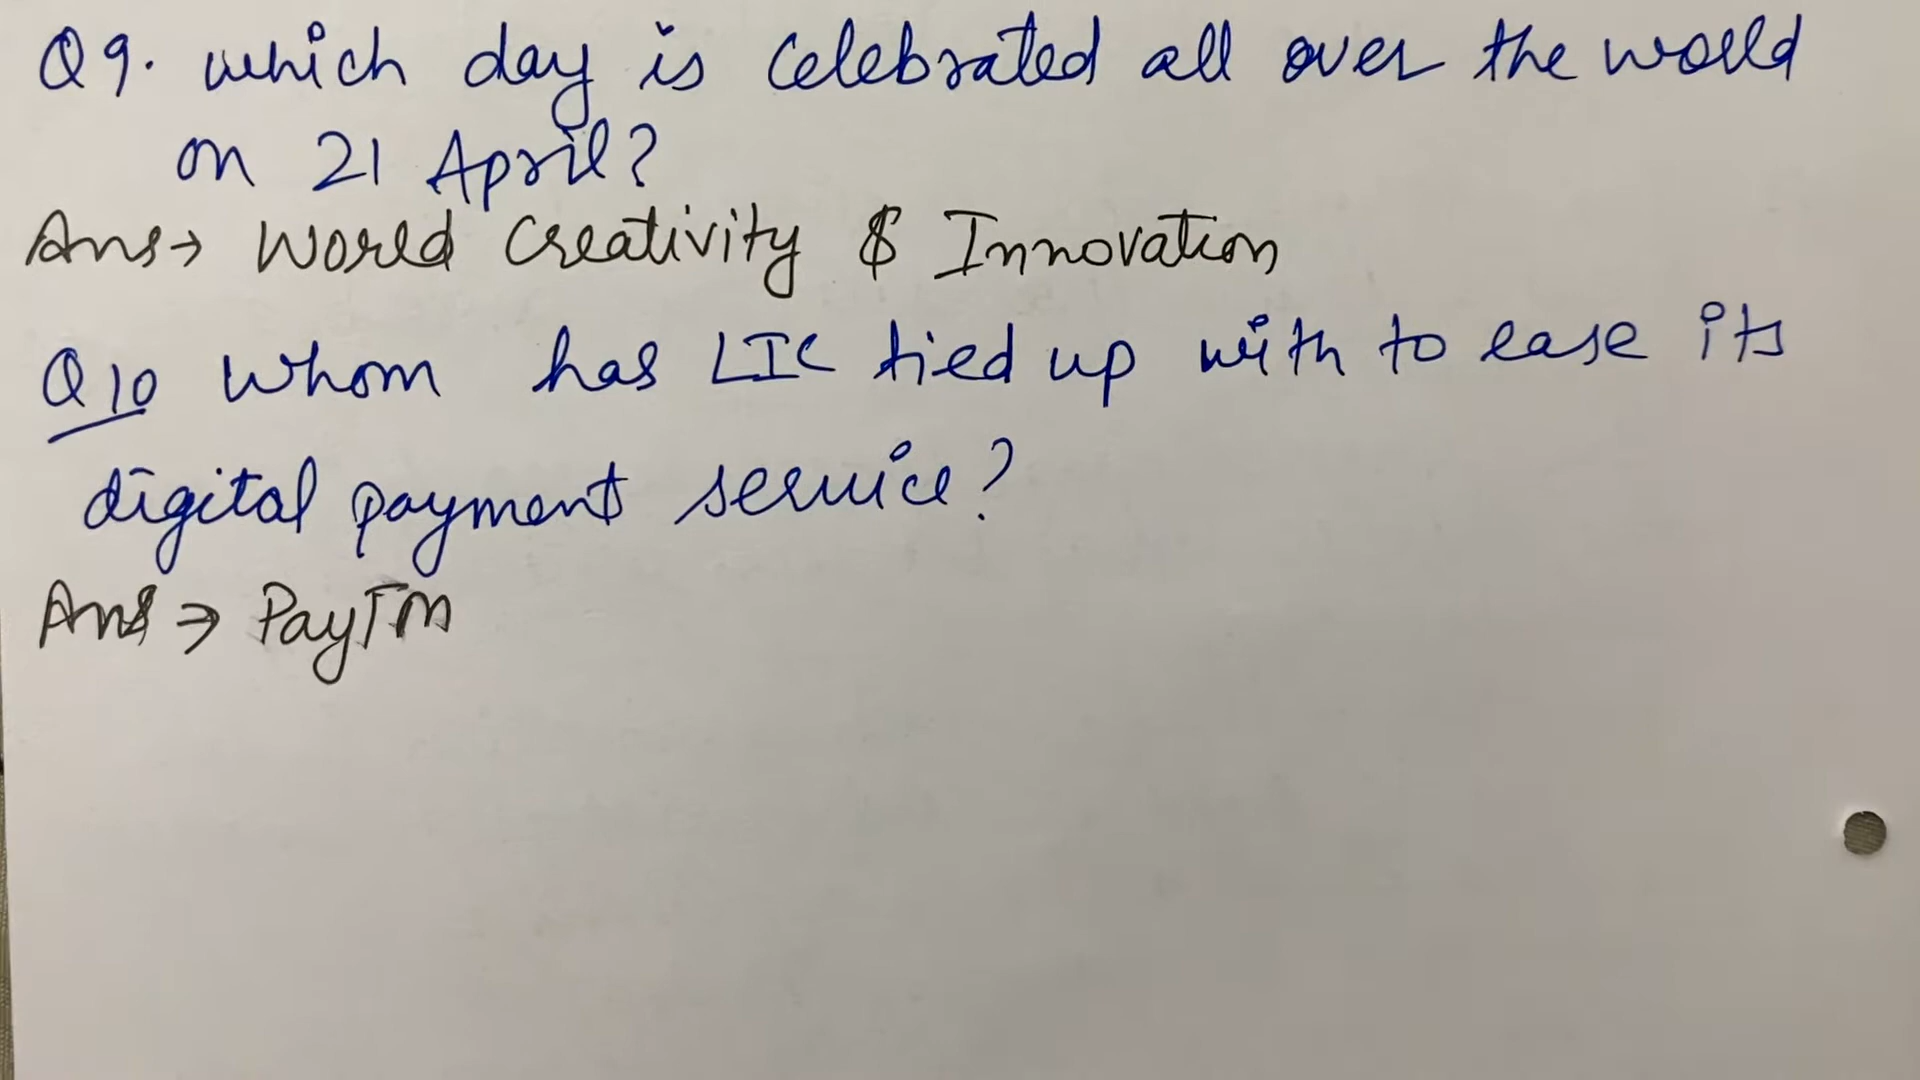 Q9. which day is celebrated all over the world
on 21 April?
Ans→ World Creativity & Innovation
Q10 Whom has LIC tied up with to ease its
digital payment service?
Ans → PayTM